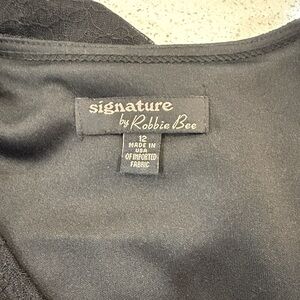 signature
by Robbie Bee
12
MADE IN
USA
OF IMPORTED
FABRIC